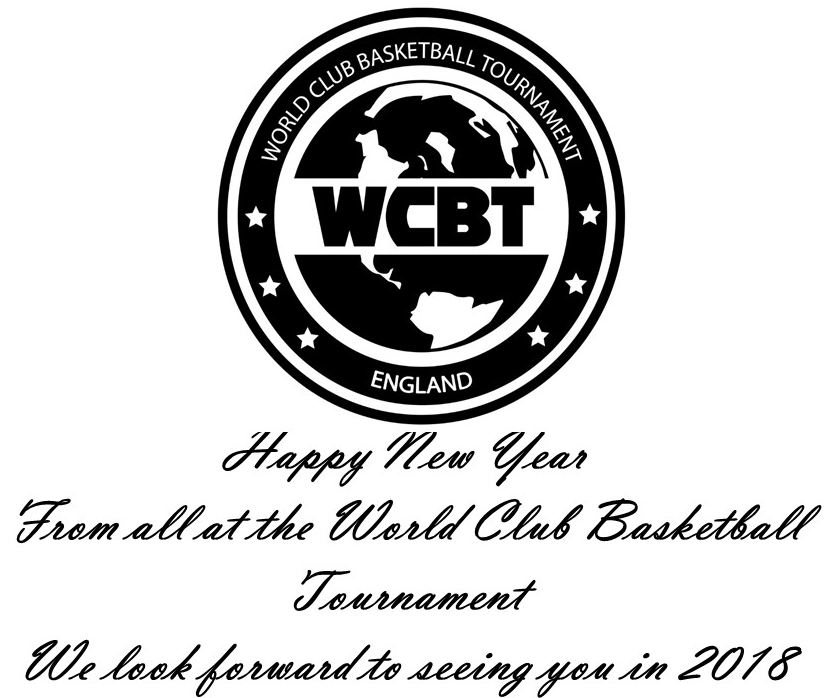 WORLD CLUB BASKETBALL TOURNAMENT
WCBT
ENGLAND
Happy New Year
From all at the World Club Basketball
Tournament
We look forward to seeing you in 2018